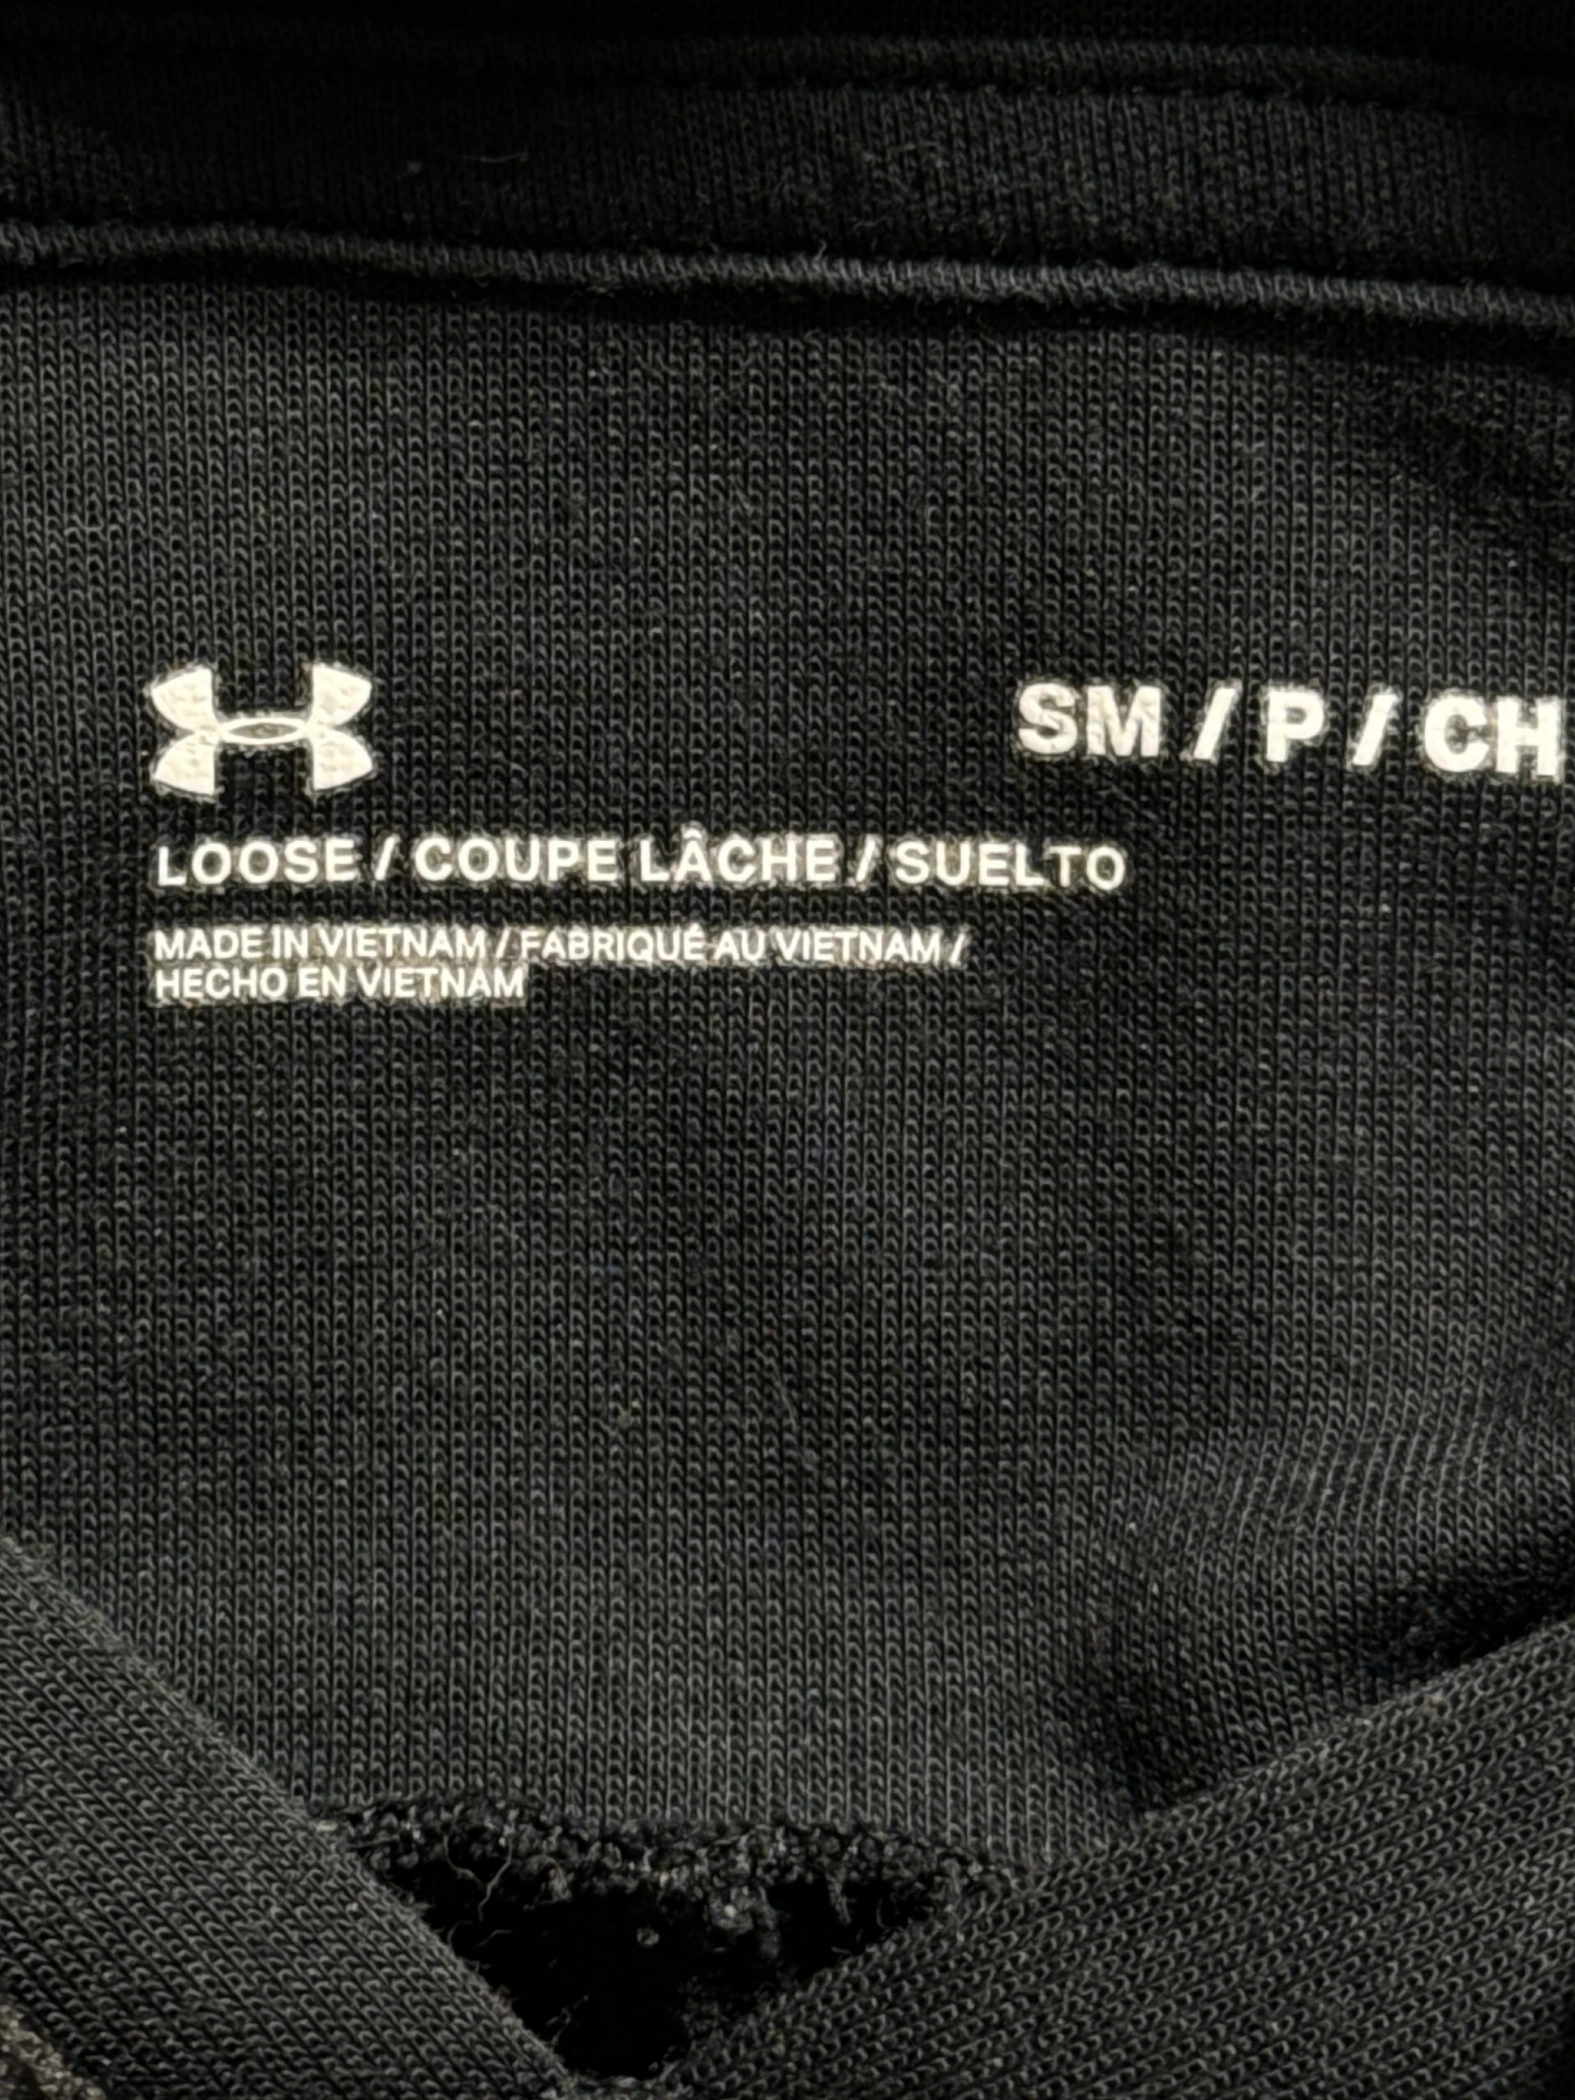 SM / P / CH
LOOSE / COUPE LÂCHE / SUELTO
MADE IN VIETNAM / FABRIQUÉ AU VIETNAM /
HECHO EN VIETNAM